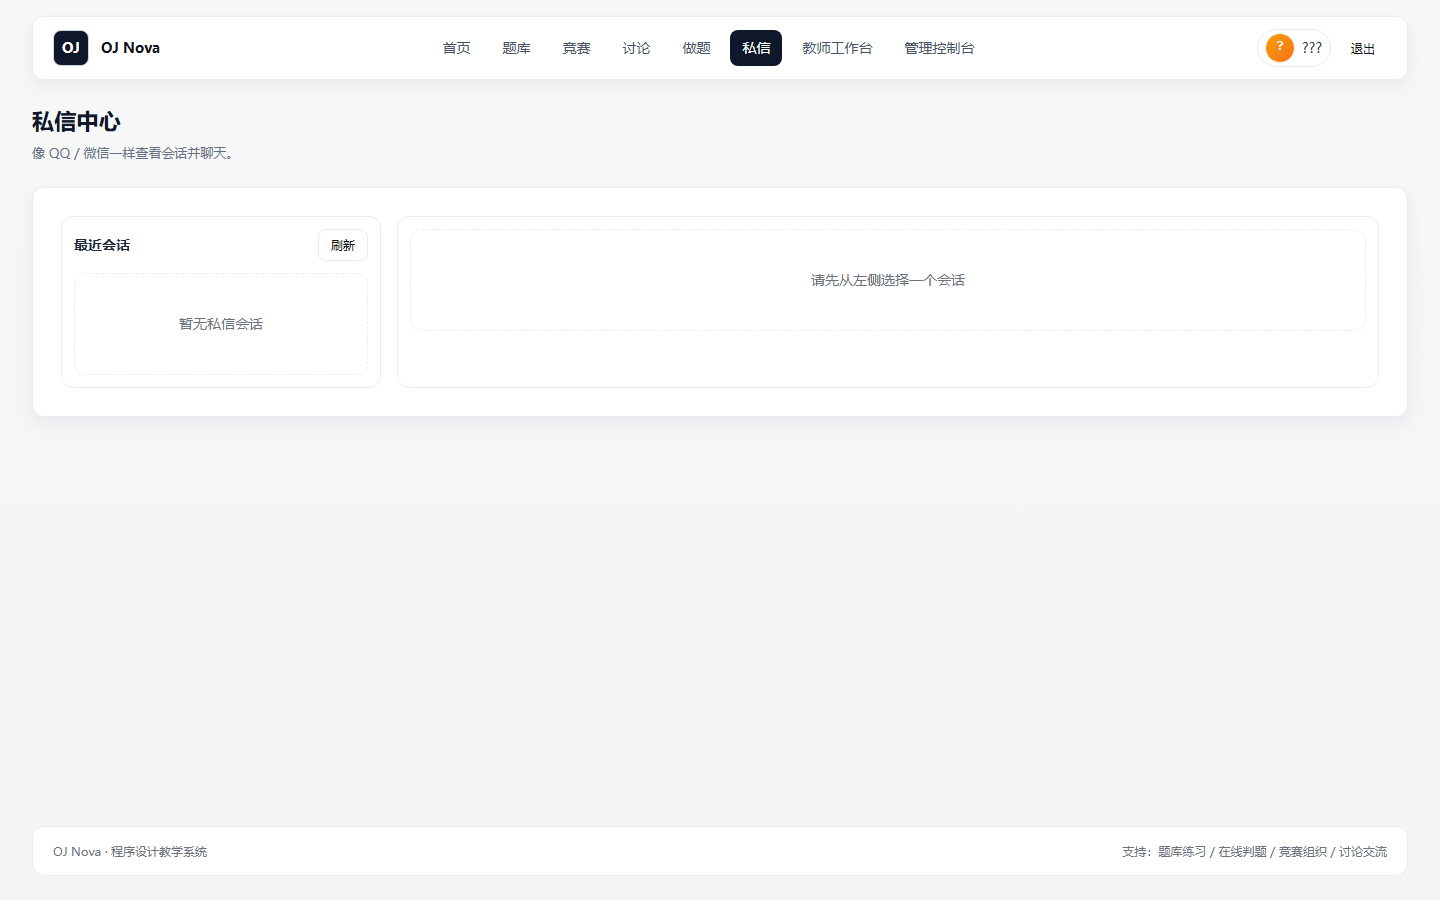 OJ OJ Nova 首页 题库 竞赛 讨论 做题 私信 教师工作台 管理控制台 ? ??? 退出
私信中心
像 QQ / 微信一样查看会话并聊天。
最近会话 刷新
暂无私信会话
请先从左侧选择一个会话
OJ Nova · 程序设计教学系统 支持：题库练习 / 在线判题 / 竞赛组织 / 讨论交流